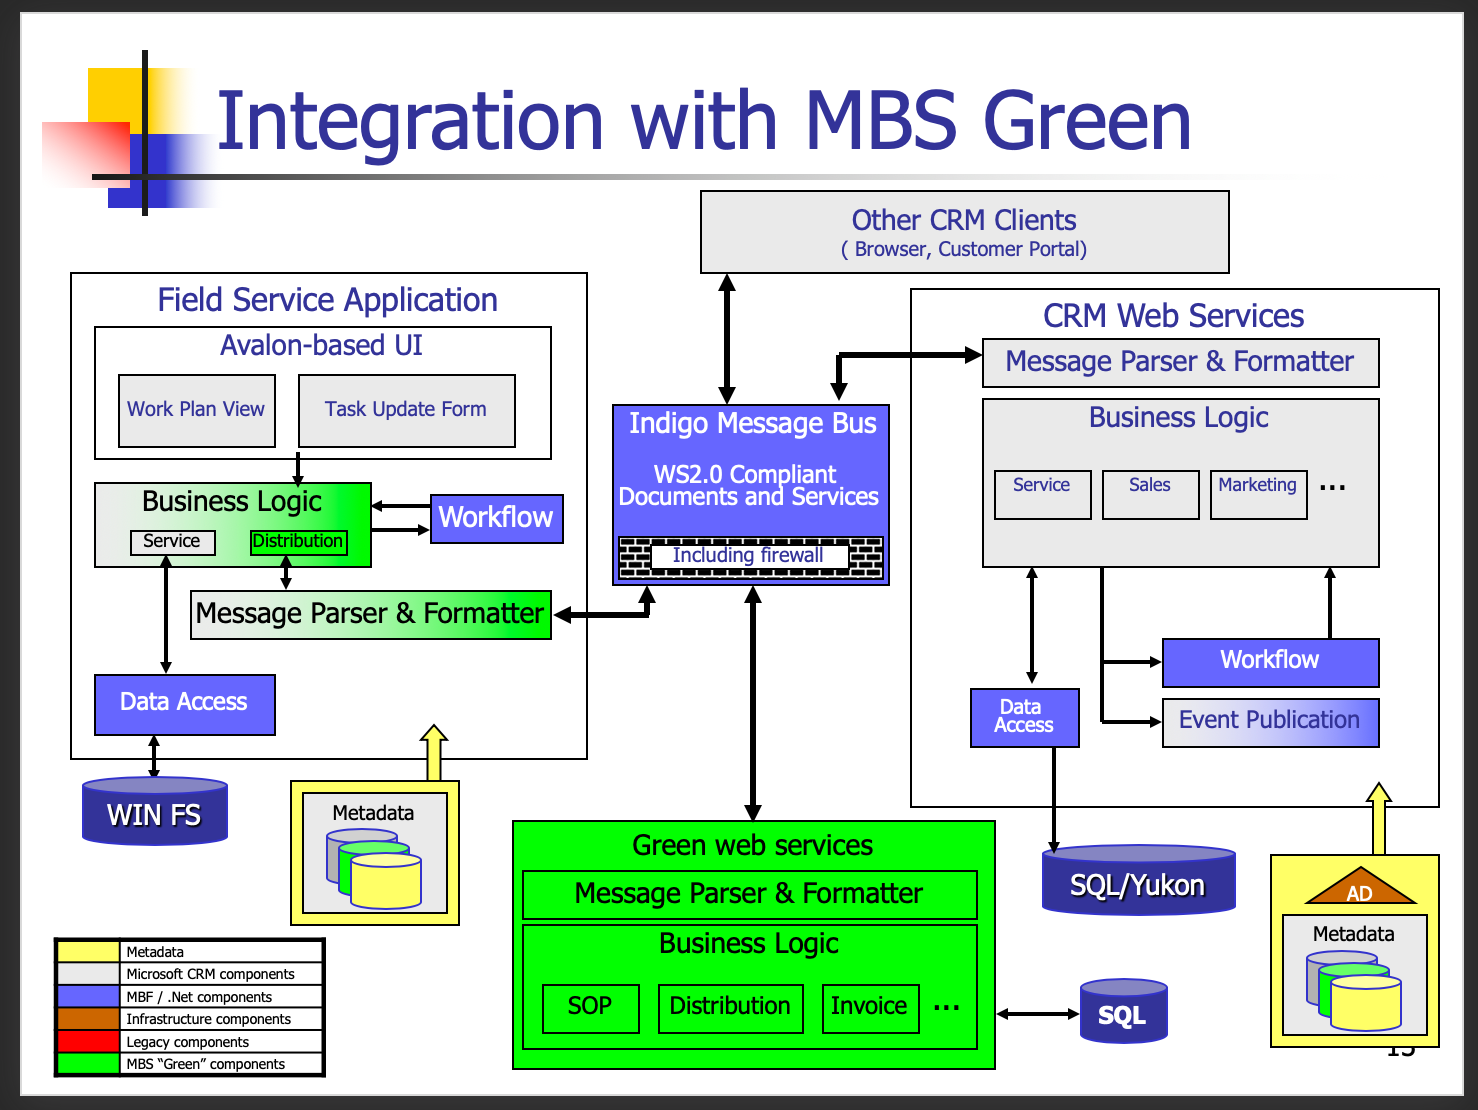 Integration with MBS Green
Other CRM Clients
( Browser, Customer Portal)
Field Service Application
Avalon-based UI
Work Plan View
Task Update Form
Business Logic
Service
Distribution
Workflow
Message Parser & Formatter
Data Access
WIN FS
Metadata
Indigo Message Bus
WS2.0 Compliant
Documents and Services
Including firewall
CRM Web Services
Message Parser & Formatter
Business Logic
Service
Sales
Marketing
...
Workflow
Event Publication
Data
Access
SQL/Yukon
AD
Metadata
Green web services
Message Parser & Formatter
Business Logic
SOP
Distribution
Invoice
...
SQL
Metadata
Microsoft CRM components
MBF / .Net components
Infrastructure components
Legacy components
MBS “Green” components